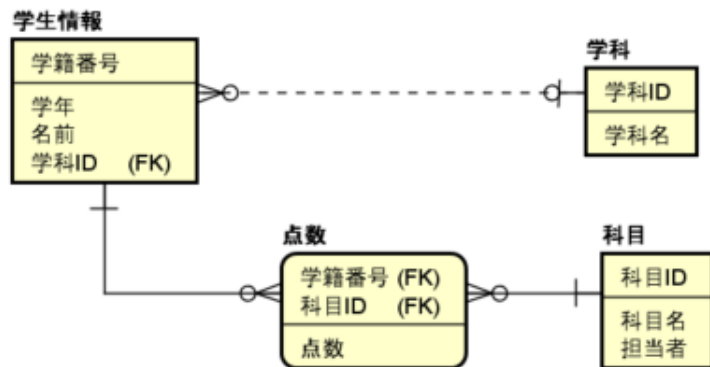 学生情報
学籍番号
学年
名前
学科ID (FK)
学科
学科ID
学科名
点数
学籍番号 (FK)
科目ID (FK)
点数
科目
科目ID
科目名
担当者